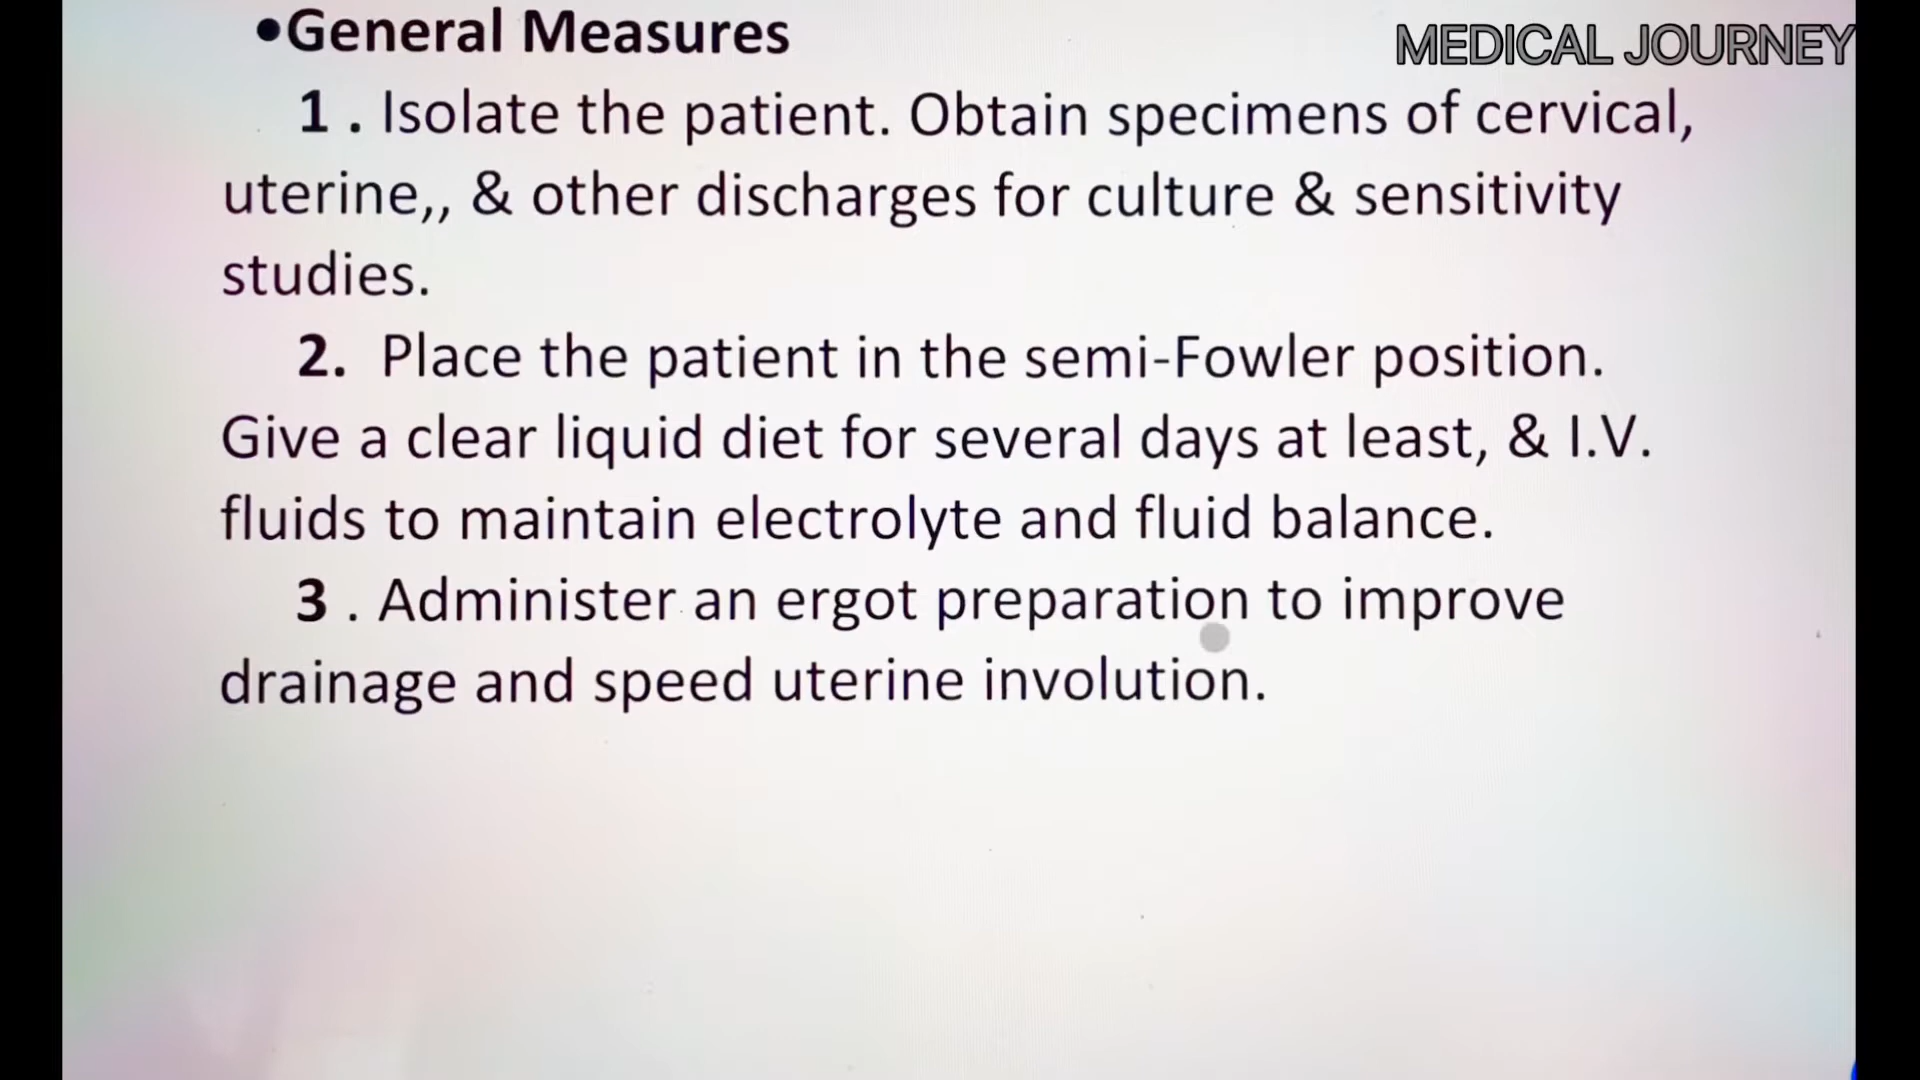 MEDICAL JOURNEY
•General Measures
1 . Isolate the patient. Obtain specimens of cervical,
uterine,, & other discharges for culture & sensitivity
studies.
2. Place the patient in the semi-Fowler position.
Give a clear liquid diet for several days at least, & I.V.
fluids to maintain electrolyte and fluid balance.
3 . Administer an ergot preparation to improve
drainage and speed uterine involution.